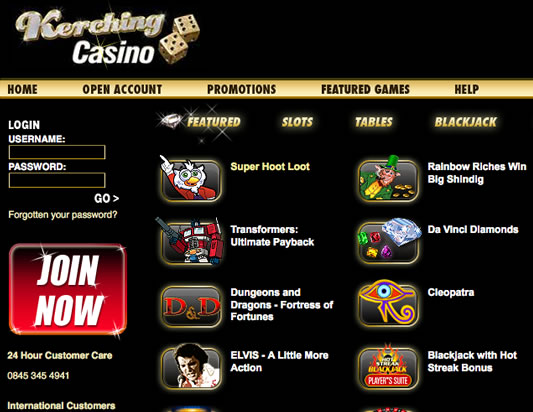 Kerching
Casino
HOME OPEN ACCOUNT PROMOTIONS FEATURED GAMES HELP
FEATURED SLOTS TABLES BLACKJACK
LOGIN
USERNAME:
PASSWORD:
GO >
Forgotten your password?
JOIN
NOW
24 Hour Customer Care
0845 345 4941
International Customers
Super Hoot Loot
Rainbow Riches Win
Big Shindig
Transformers:
Ultimate Payback
Da Vinci Diamonds
D&D
Dungeons and
Dragons - Fortress of
Fortunes
Cleopatra
ELVIS - A Little More
Action
HOT
STREAK
BLACKJACK
PLAYER'S SUITE
Blackjack with Hot
Streak Bonus